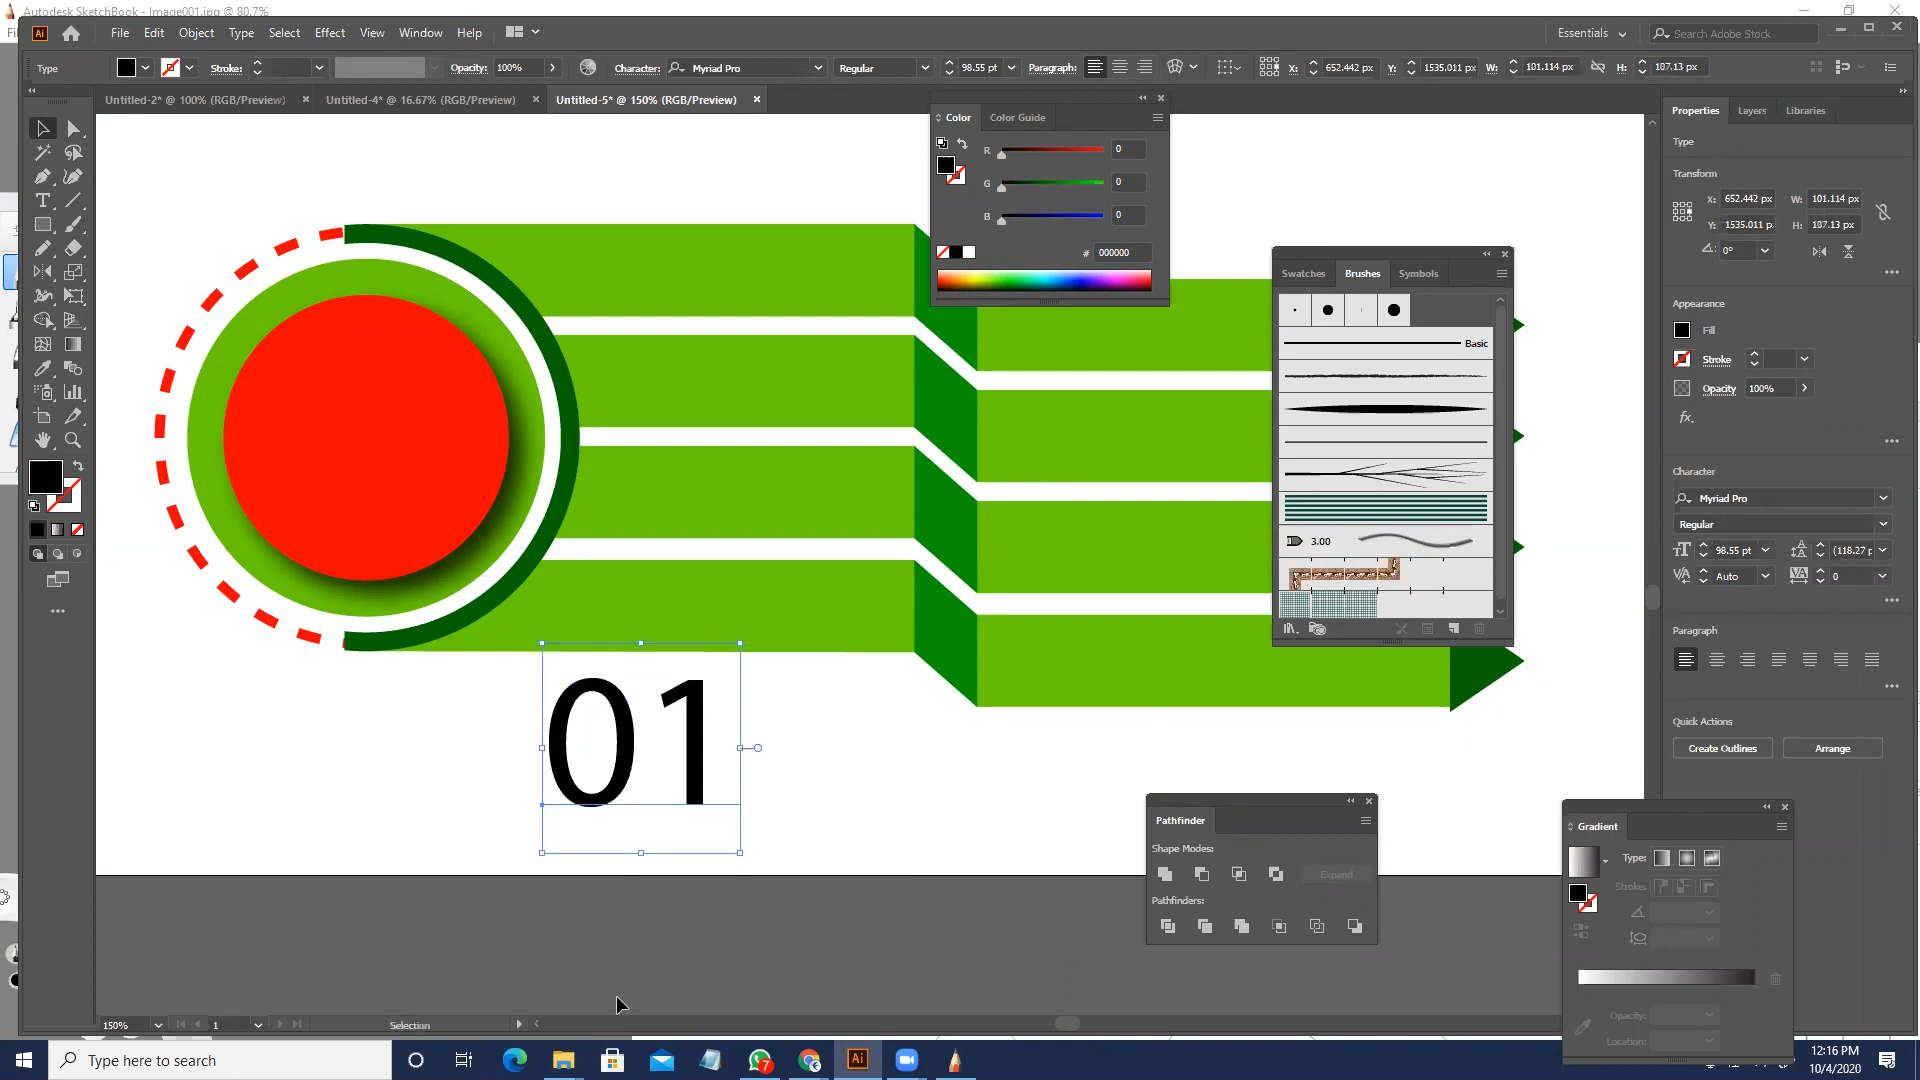 Autodesk SketchBook - Image001.jpg @ 80.7%
File Edit Object Type Select Effect View Window Help
Essentials
Search Adobe Stock
Type
Stroke:
Opacity: 100%
Character: Myriad Pro
Regular
98.55 pt
Paragraph:
X: 652.442 px
Y: 1535.011 px
W: 101.114 px
H: 107.13 px
Untitled-2* @ 100% (RGB/Preview)
Untitled-4* @ 16.67% (RGB/Preview)
Untitled-5* @ 150% (RGB/Preview)
Color
Color Guide
R 0
G 0
B 0
# 000000
Swatches
Brushes
Symbols
Basic
3.00
01
Pathfinder
Shape Modes:
Expand
Pathfinders:
Properties
Layers
Libraries
Type
Transform
X: 652.442 px
W: 101.114 px
Y: 1535.011 p
H: 107.13 px
0°
Appearance
Fill
Stroke
Opacity 100%
fx.
Character
Myriad Pro
Regular
98.55 pt
(118.27 p
Auto
0
Paragraph
Quick Actions
Create Outlines
Arrange
Gradient
Type:
Stroke:
Opacity:
Location:
150%
1
Selection
Type here to search
7
Ai
12:16 PM
10/4/2020